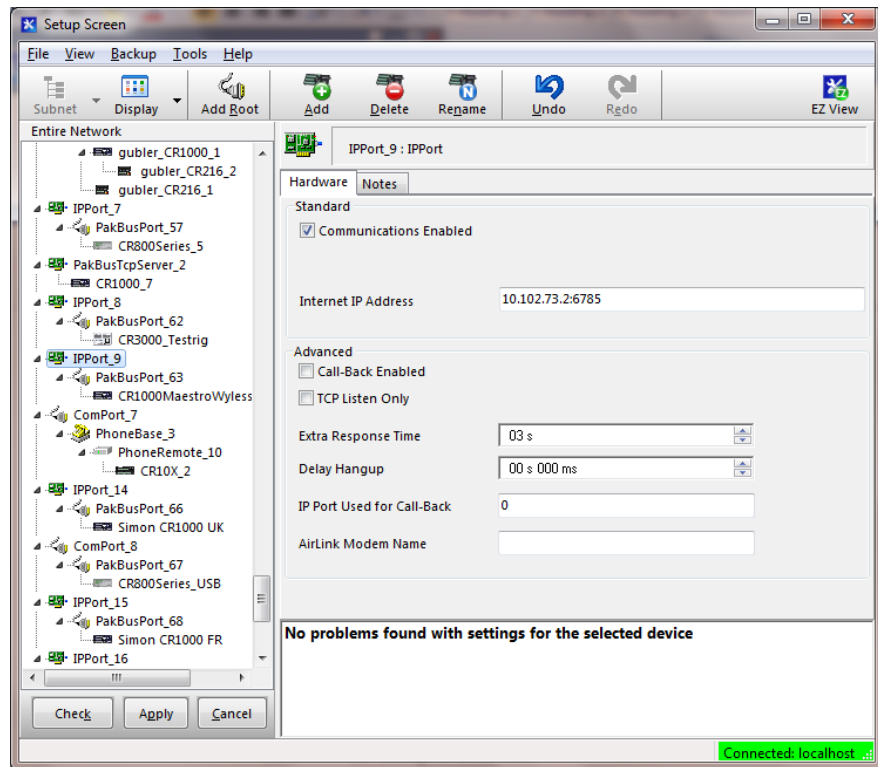 Setup Screen
File View Backup Tools Help
Subnet Display Add Root Add Delete Rename Undo Redo EZ View
Entire Network
gubler_CR1000_1
gubler_CR216_2
gubler_CR216_1
IPPort_7
PakBusPort_57
CR800Series_5
PakBusTcpServer_2
CR1000_7
IPPort_8
PakBusPort_62
CR3000_Testrig
IPPort_9
PakBusPort_63
CR1000MaestroWyless
ComPort_7
PhoneBase_3
PhoneRemote_10
CR10X_2
IPPort_14
PakBusPort_66
Simon CR1000 UK
ComPort_8
PakBusPort_67
CR800Series_USB
IPPort_15
PakBusPort_68
Simon CR1000 FR
IPPort_16
Check Apply Cancel
IPPort_9 : IPPort
Hardware Notes
Standard
Communications Enabled
Internet IP Address 10.102.73.2:6785
Advanced
Call-Back Enabled
TCP Listen Only
Extra Response Time 03 s
Delay Hangup 00 s 000 ms
IP Port Used for Call-Back 0
AirLink Modem Name
No problems found with settings for the selected device
Connected: localhost